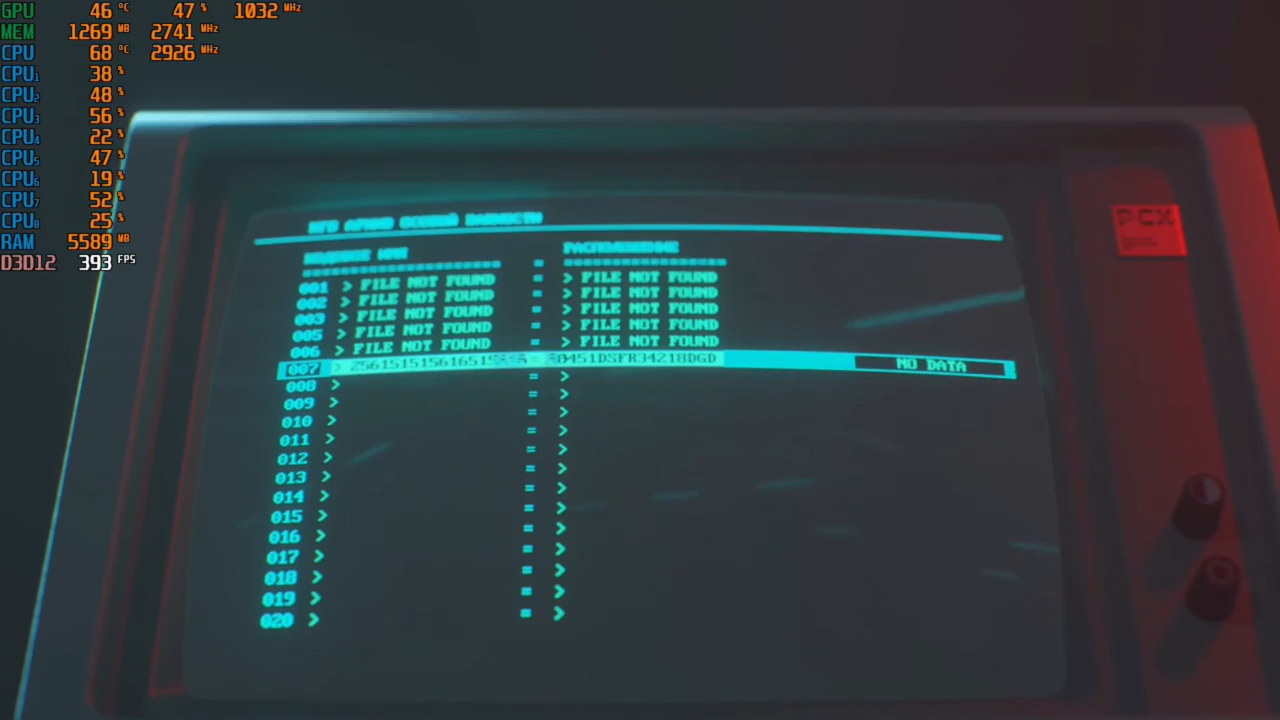 GPU 46 °C 47 % 1032 MHz
MEM 1269 MB 2741 MHz
CPU 68 °C 2926 MHz
CPU1 38 %
CPU2 48 %
CPU3 56 %
CPU4 22 %
CPU5 47 %
CPU6 19 %
CPU7 52 %
CPU8 25 %
RAM 5589 MB
D3D12 393 FPS
PCX
РАСПОЛОЖЕНИЕ
001 > FILE NOT FOUND = > FILE NOT FOUND
002 > FILE NOT FOUND = > FILE NOT FOUND
003 > FILE NOT FOUND = > FILE NOT FOUND
005 > FILE NOT FOUND = > FILE NOT FOUND
006 > FILE NOT FOUND = > FILE NOT FOUND
007 > NO DATA
008 > = >
009 > = >
010 > = >
011 > = >
012 > = >
013 > = >
014 > = >
015 > = >
016 > = >
017 > = >
018 > = >
019 > = >
020 > = >